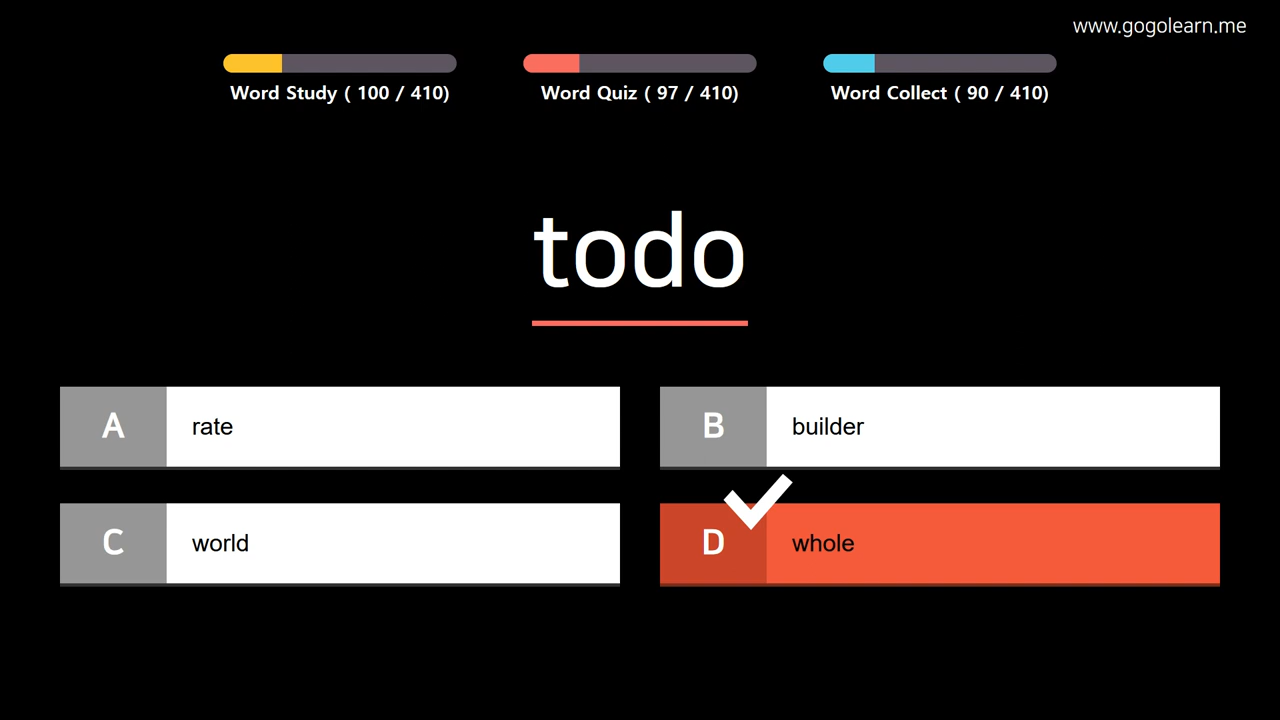 www.gogolearn.me
Word Study ( 100 / 410)
Word Quiz ( 97 / 410)
Word Collect ( 90 / 410)
todo
A rate
B builder
C world
D whole